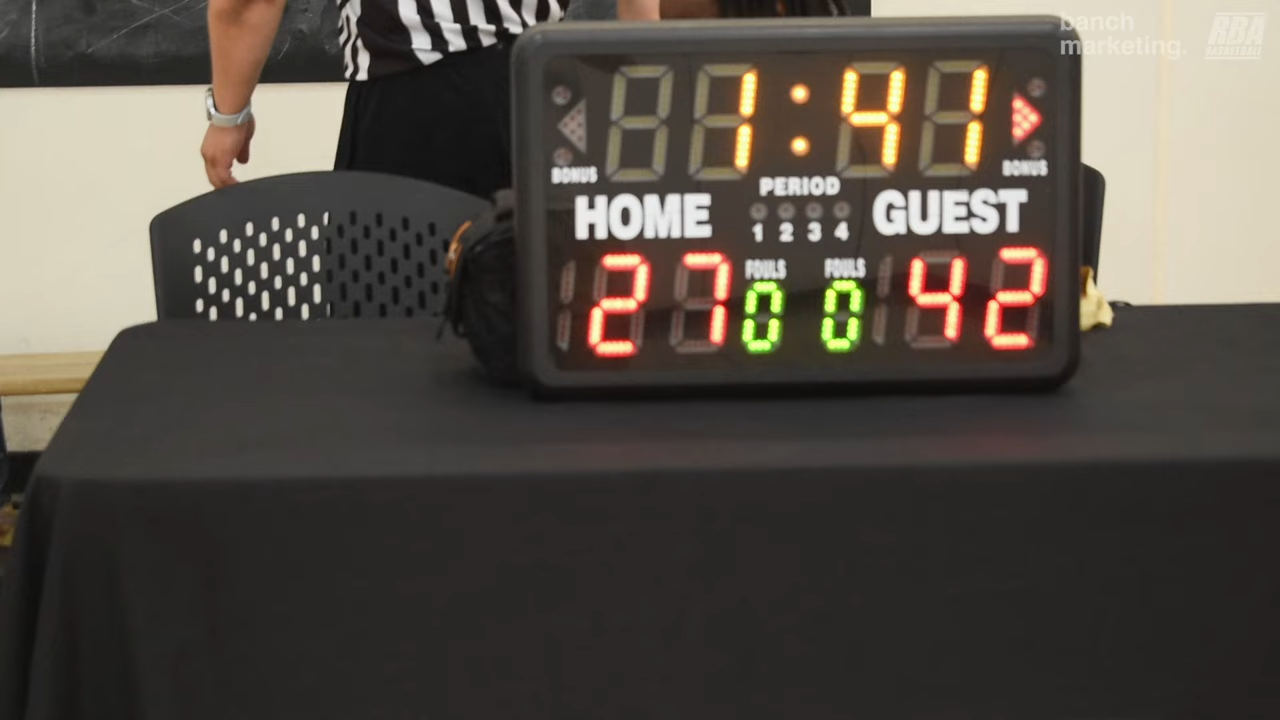 banch
marketing.
RBA
BASKETBALL
1:41
BONUS
BONUS
PERIOD
HOME
GUEST
1 2 3 4
FOULS
FOULS
27
0
0
42